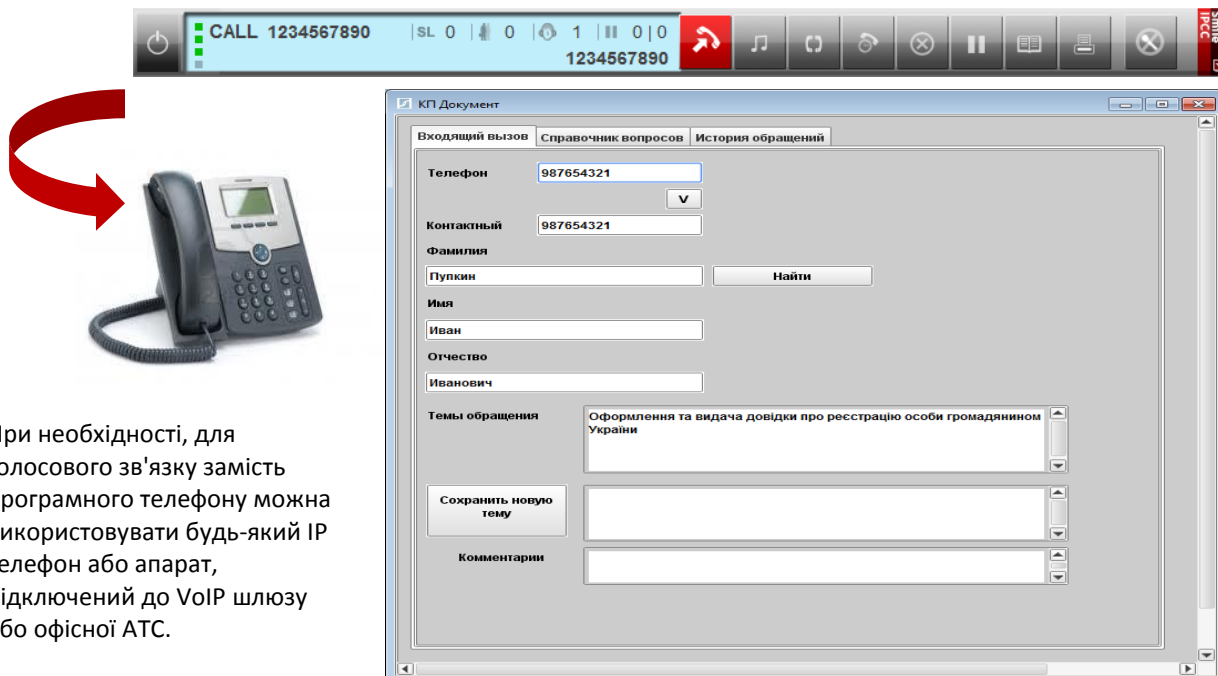 CALL 1234567890 SL 0 0 1 0|0
1234567890
IPCC
КП Документ
Входящий вызов Справочник вопросов История обращений
Телефон 987654321
V
Контактный 987654321
Фамилия
Пупкин Найти
Имя
Иван
Отчество
Иванович
Темы обращения Оформлення та видача довідки про реєстрацію особи громадянином
України
Сохранить новую
тему
Комментарии
При необхідності, для
голосового зв'язку замість
програмного телефону можна
використовувати будь-який IP
телефон або апарат,
підключений до VoIP шлюзу
або офісної АТС.